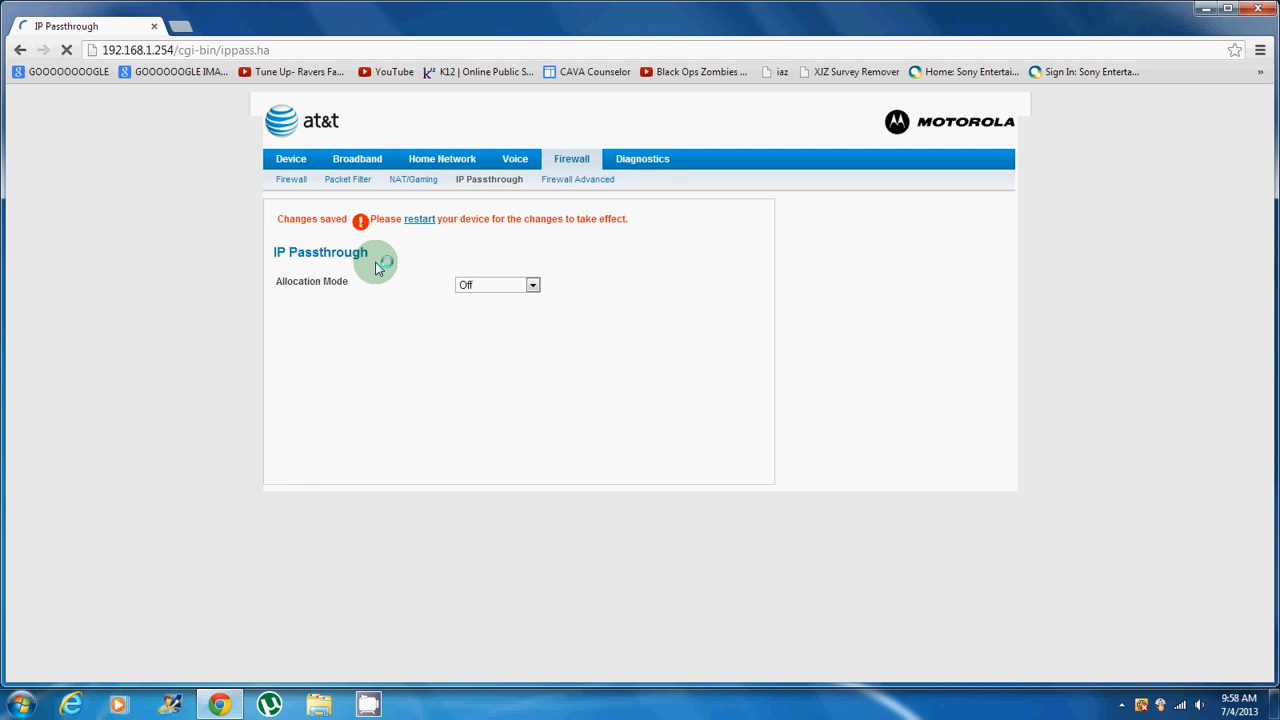 IP Passthrough
192.168.1.254/cgi-bin/ippass.ha
GOOOOOOOOGLE GOOOOOOGLE IMA... Tune Up- Ravers Fa... YouTube K12 | Online Public S... CAVA Counselor Black Ops Zombies ... iaz XJZ Survey Remover Home: Sony Entertai... Sign In: Sony Enterta... »
at&t MOTOROLA
Device Broadband Home Network Voice Firewall Diagnostics
Firewall Packet Filter NAT/Gaming IP Passthrough Firewall Advanced
Changes saved Please restart your device for the changes to take effect.
IP Passthrough
Allocation Mode Off
9:58 AM
7/4/2013